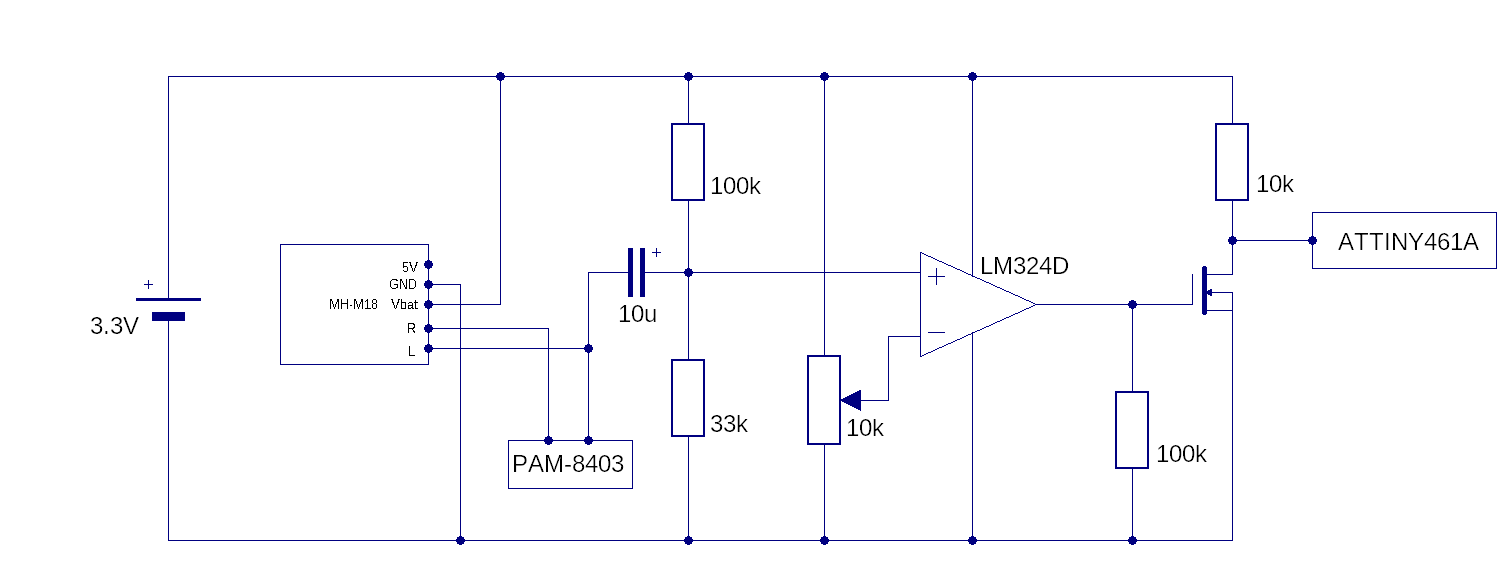 100k
10k
ATTINY461A
5V
GND
MH-M18 Vbat
R
L
+
3.3V
+
10u
LM324D
33k
10k
100k
PAM-8403